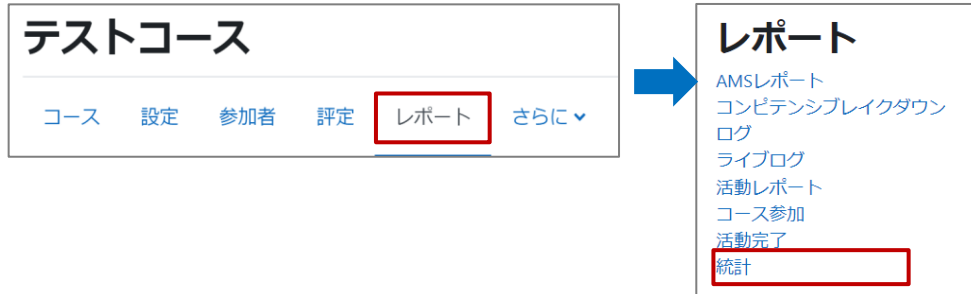 テストコース
コース 設定 参加者 評定 レポート さらに
レポート
AMSレポート
コンピテンシブレイクダウン
ログ
ライブログ
活動レポート
コース参加
活動完了
統計